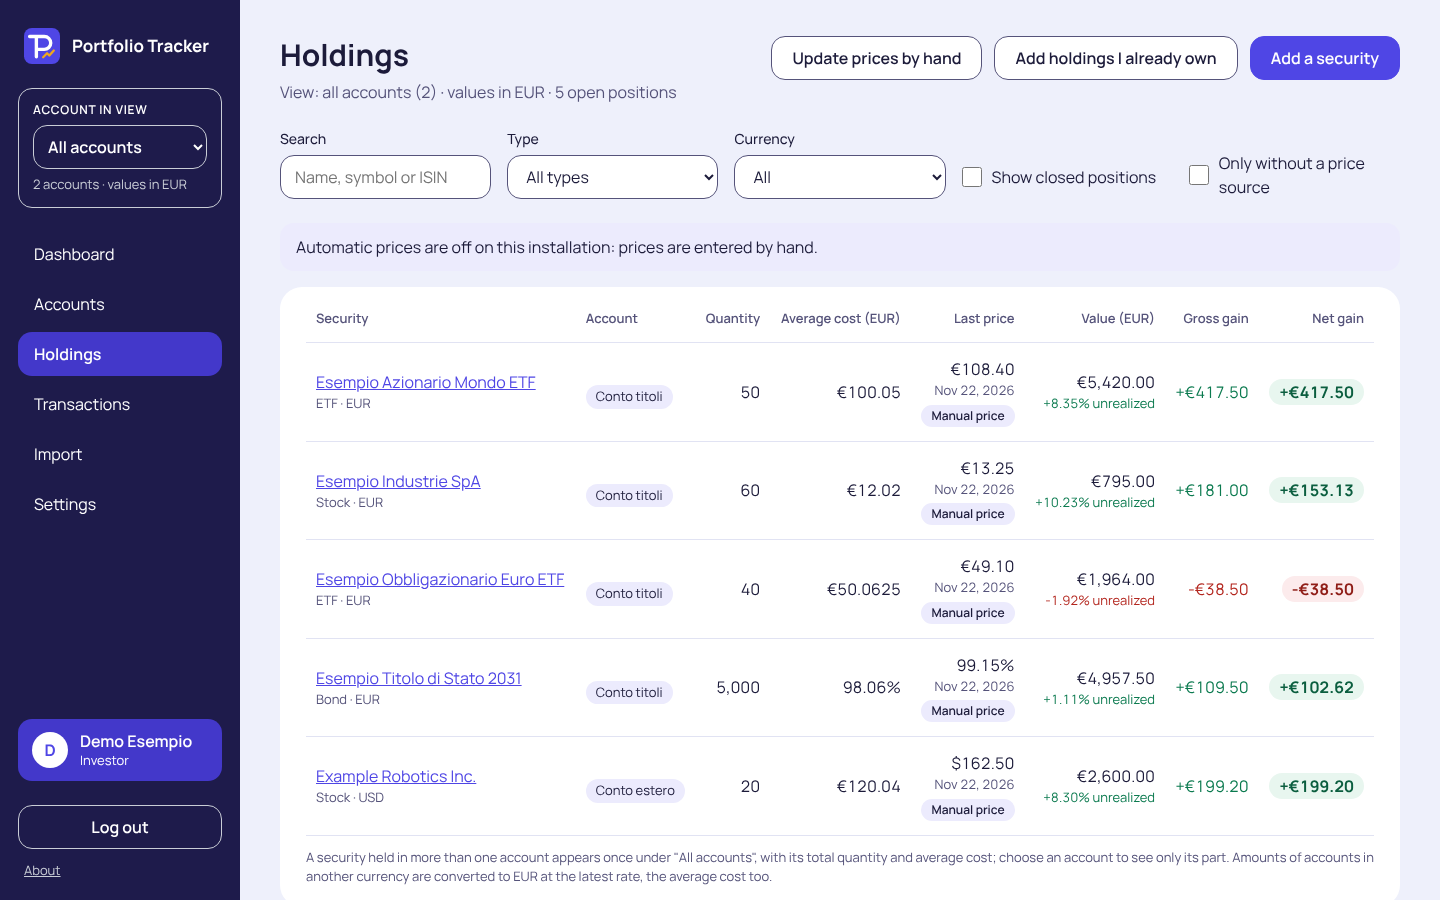 Portfolio Tracker
ACCOUNT IN VIEW
All accounts
2 accounts · values in EUR
Dashboard
Accounts
Holdings
Transactions
Import
Settings
D
Demo Esempio
Investor
Log out
About
Holdings
View: all accounts (2) · values in EUR · 5 open positions
Update prices by hand
Add holdings I already own
Add a security
Search
Type
Currency
Name, symbol or ISIN
All types
All
Show closed positions
Only without a price
source
Automatic prices are off on this installation: prices are entered by hand.
Security Account Quantity Average cost (EUR) Last price Value (EUR) Gross gain Net gain
Esempio Azionario Mondo ETF
ETF · EUR
Conto titoli
50
€100.05
€108.40
Nov 22, 2026
Manual price
€5,420.00
+8.35% unrealized
+€417.50
+€417.50
Esempio Industrie SpA
Stock · EUR
Conto titoli
60
€12.02
€13.25
Nov 22, 2026
Manual price
€795.00
+10.23% unrealized
+€181.00
+€153.13
Esempio Obbligazionario Euro ETF
ETF · EUR
Conto titoli
40
€50.0625
€49.10
Nov 22, 2026
Manual price
€1,964.00
-1.92% unrealized
-€38.50
-€38.50
Esempio Titolo di Stato 2031
Bond · EUR
Conto titoli
5,000
98.06%
99.15%
Nov 22, 2026
Manual price
€4,957.50
+1.11% unrealized
+€109.50
+€102.62
Example Robotics Inc.
Stock · USD
Conto estero
20
€120.04
$162.50
Nov 22, 2026
Manual price
€2,600.00
+8.30% unrealized
+€199.20
+€199.20
A security held in more than one account appears once under "All accounts", with its total quantity and average cost; choose an account to see only its part. Amounts of accounts in
another currency are converted to EUR at the latest rate, the average cost too.